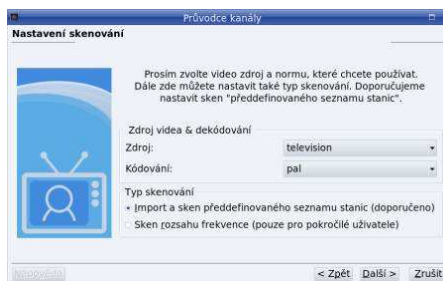 Průvodce kanály
Nastavení skenování
Prosím zvolte video zdroj a normu, které chcete používat.
Dále zde můžete nastavit také typ skenování. Doporučujeme
nastavit sken "předdefinovaného seznamu stanic".
Zdroj videa & dekódování
Zdroj:
television
Kódování:
pal
Typ skenování
Import a sken předdefinovaného seznamu stanic (doporučeno)
Sken rozsahu frekvence (pouze pro pokročilé uživatele)
Nápověda
< Zpět
Další >
Zrušit